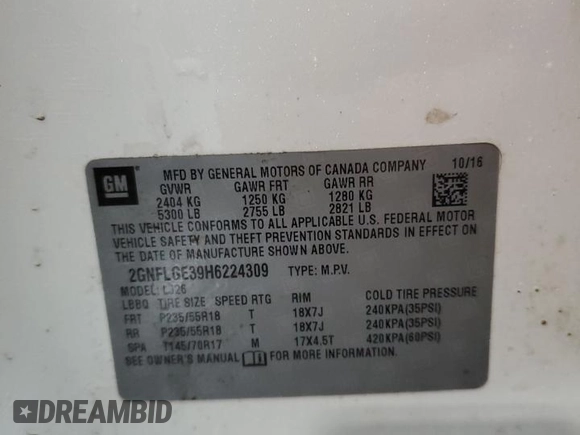 GM
MFD BY GENERAL MOTORS OF CANADA COMPANY 10/16
GVWR GAWR FRT GAWR RR
2404 KG 1250 KG 1280 KG
5300 LB 2755 LB 2821 LB
THIS VEHICLE CONFORMS TO ALL APPLICABLE U.S. FEDERAL MOTOR
VEHICLE SAFETY AND THEFT PREVENTION STANDARDS IN EFFECT ON THE
DATE OF MANUFACTURE SHOWN ABOVE.
2GNFLGE39H6224309 TYPE: M.P.V.
MODEL: L926
LBBQ TIRE SIZE SPEED RTG RIM COLD TIRE PRESSURE
FRT P235/55R18 T 18X7J 240KPA(35PSI)
RR P235/55R18 T 18X7J 240KPA(35PSI)
SPA T145/70R17 M 17X4.5T 420KPA(60PSI)
SEE OWNER'S MANUAL FOR MORE INFORMATION.
DREAMBID